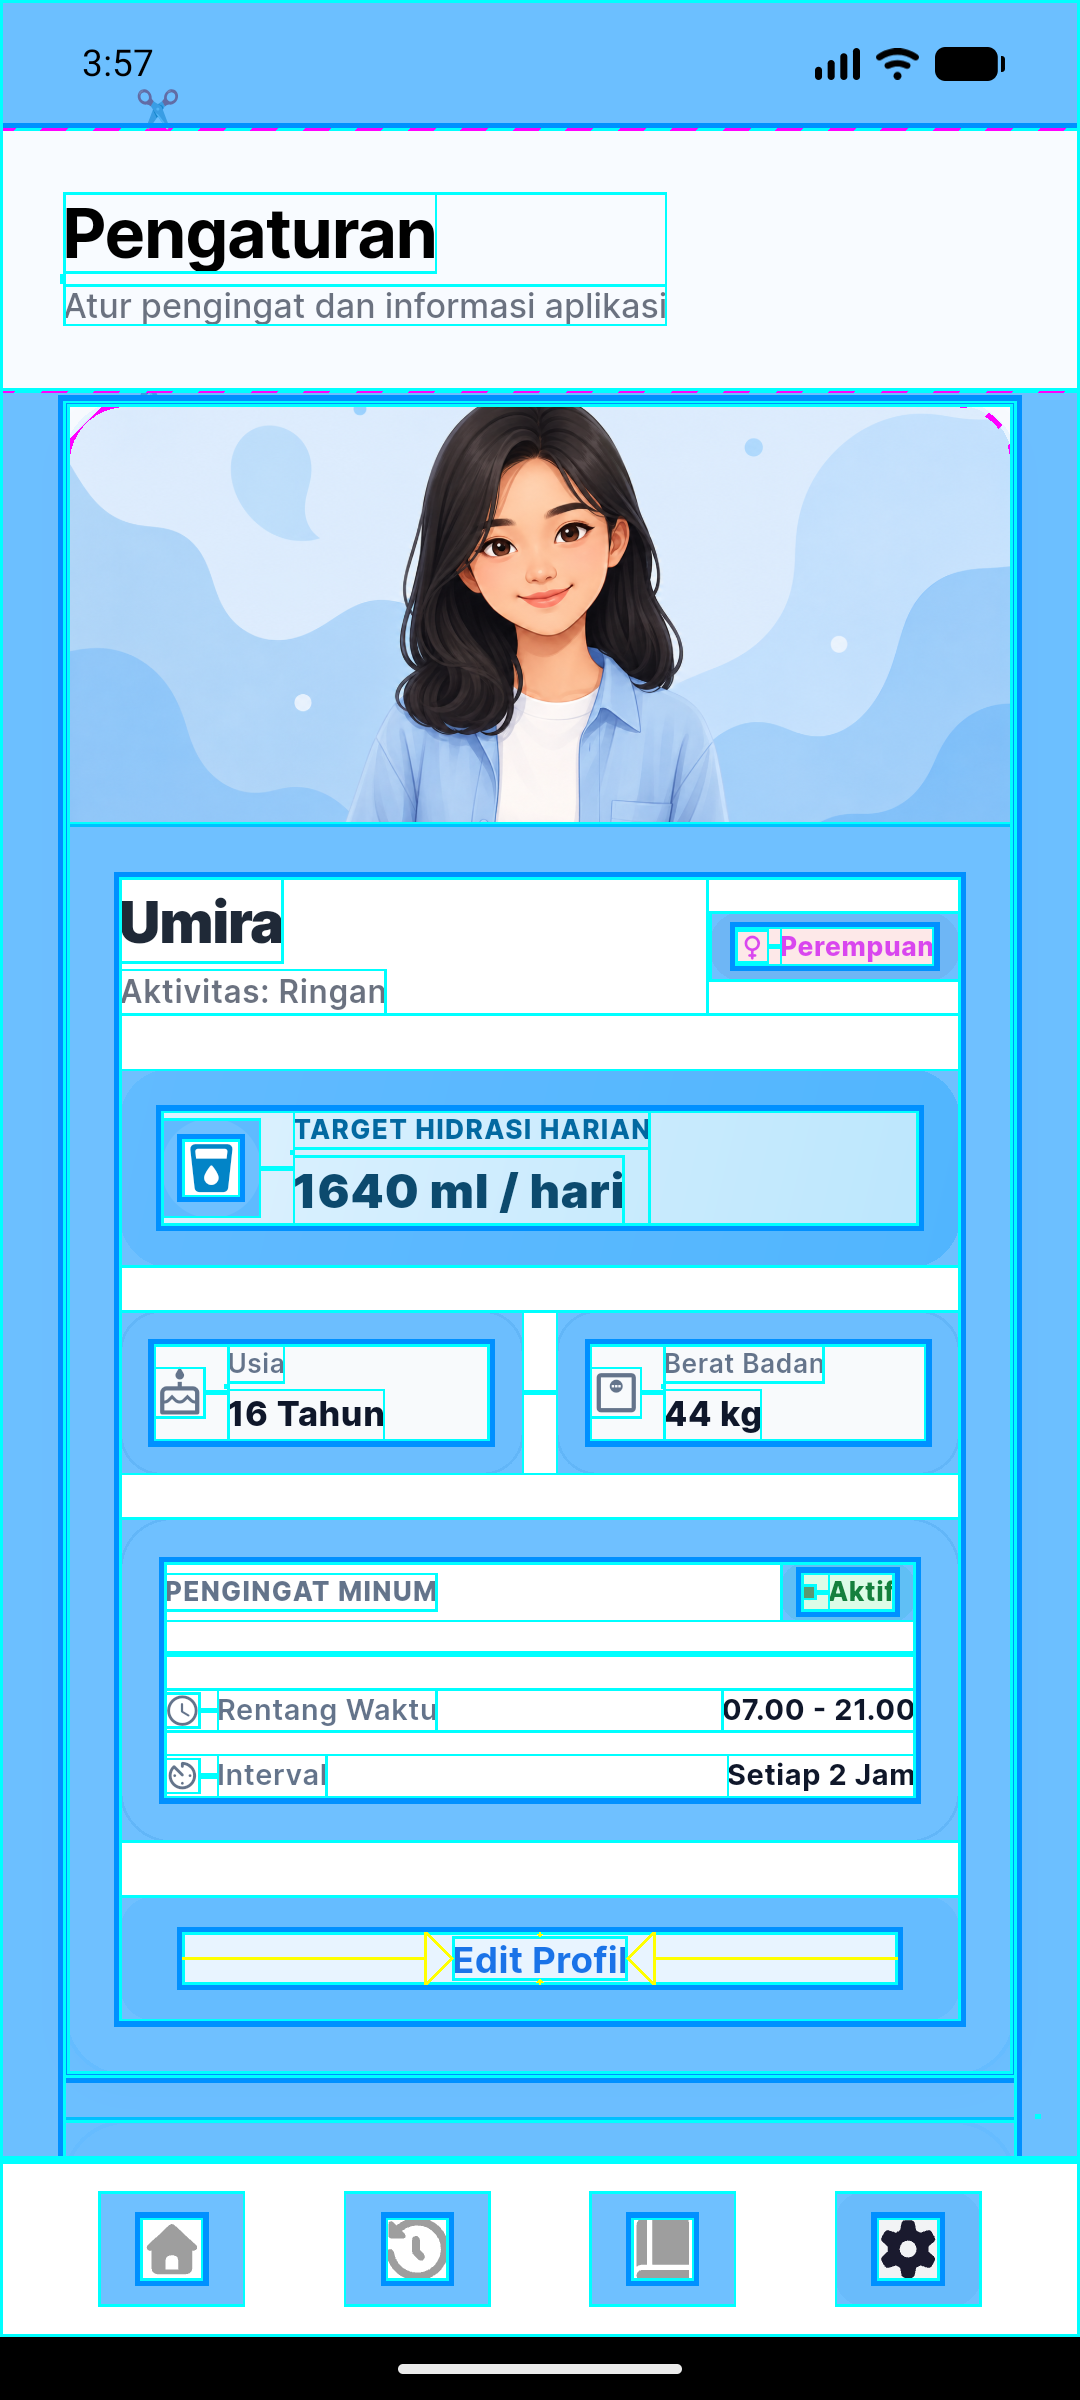 3:57
Pengaturan
Atur pengingat dan informasi aplikasi
Umira
Perempuan
Aktivitas: Ringan
TARGET HIDRASI HARIAN
1640 ml / hari
Usia
16 Tahun
Berat Badan
44 kg
PENGINGAT MINUM
Aktif
Rentang Waktu
07.00 - 21.00
Interval
Setiap 2 Jam
Edit Profil